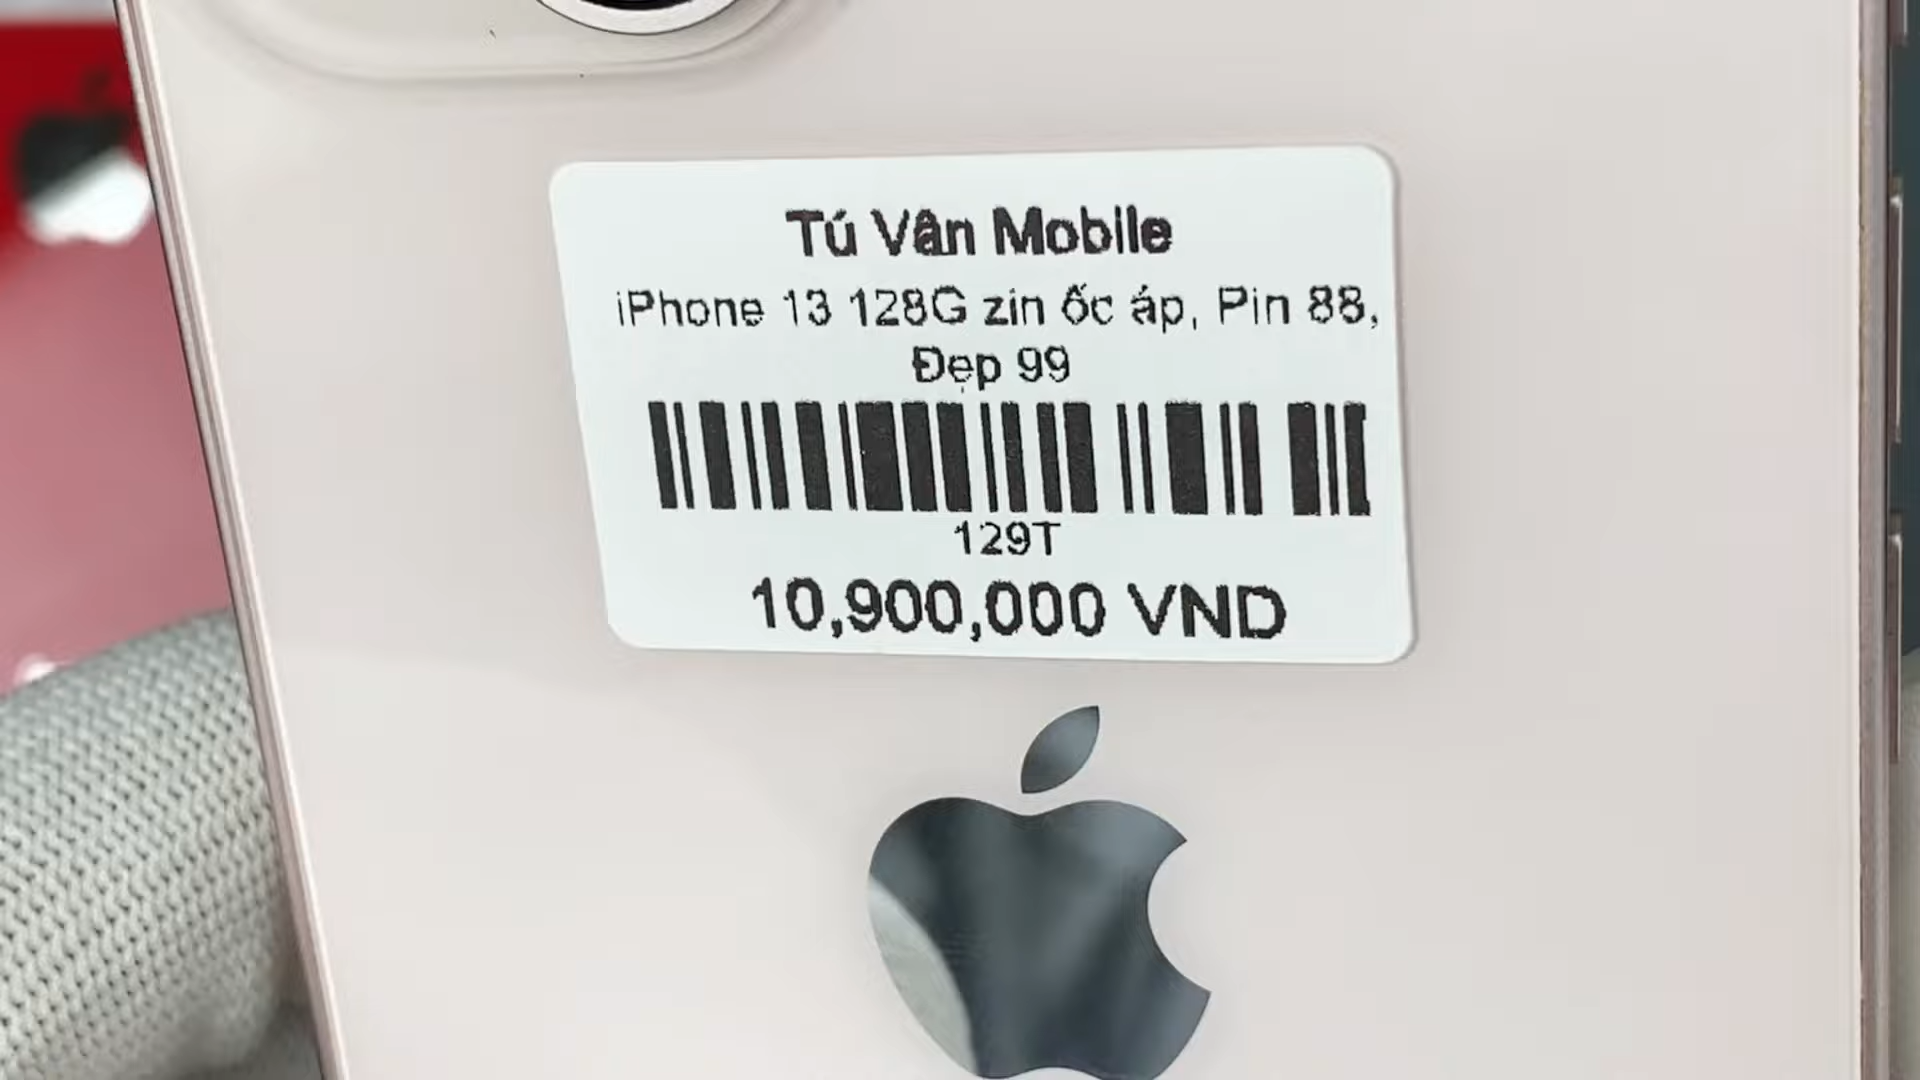 Tú Vân Mobile
iPhone 13 128G zin ốc áp, Pin 88,
Đẹp 99
129T
10,900,000 VND